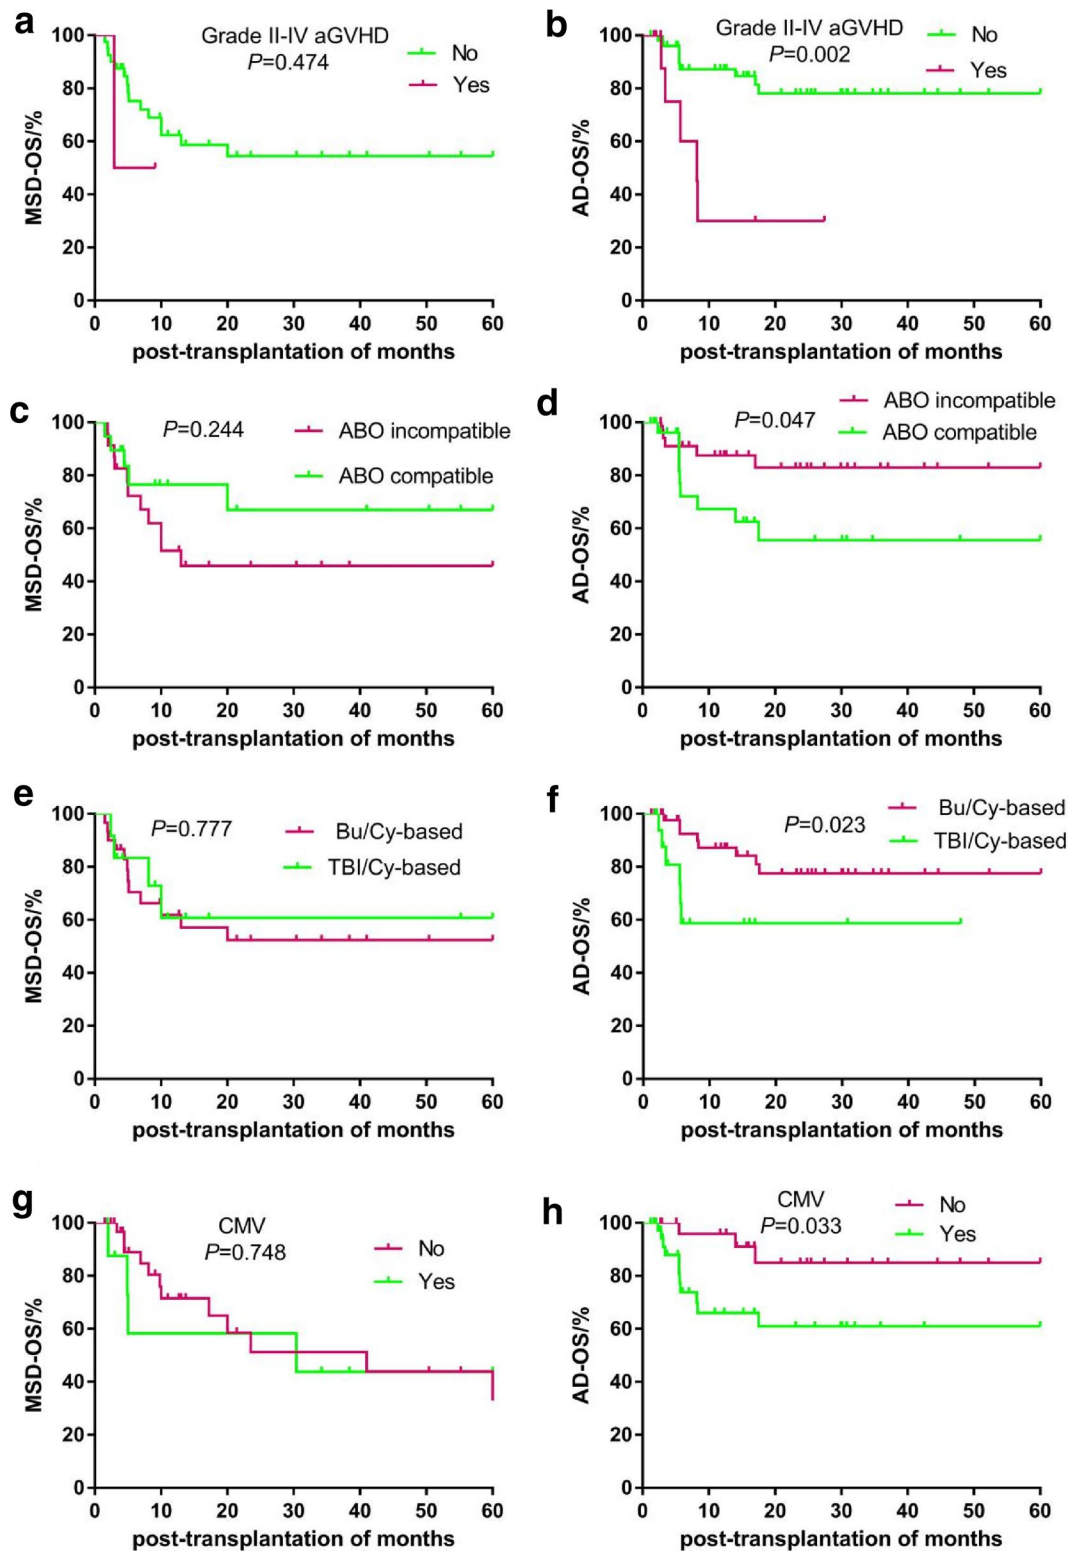 a
Grade II-IV aGVHD
P=0.474
No
Yes
MSD-OS/%
100
80
60
40
20
0
0 10 20 30 40 50 60
post-transplantation of months
b
Grade II-IV aGVHD
P=0.002
No
Yes
AD-OS/%
100
80
60
40
20
0
0 10 20 30 40 50 60
post-transplantation of months
c
P=0.244
ABO incompatible
ABO compatible
MSD-OS/%
100
80
60
40
20
0
0 10 20 30 40 50 60
post-transplantation of months
d
P=0.047
ABO incompatible
ABO compatible
AD-OS/%
100
80
60
40
20
0
0 10 20 30 40 50 60
post-transplantation of months
e
P=0.777
Bu/Cy-based
TBI/Cy-based
MSD-OS/%
100
80
60
40
20
0
0 10 20 30 40 50 60
post-transplantation of months
f
P=0.023
Bu/Cy-based
TBI/Cy-based
AD-OS/%
100
80
60
40
20
0
0 10 20 30 40 50 60
post-transplantation of months
g
CMV
P=0.748
No
Yes
MSD-OS/%
100
80
60
40
20
0
0 10 20 30 40 50 60
post-transplantation of months
h
CMV
P=0.033
No
Yes
AD-OS/%
100
80
60
40
20
0
0 10 20 30 40 50 60
post-transplantation of months